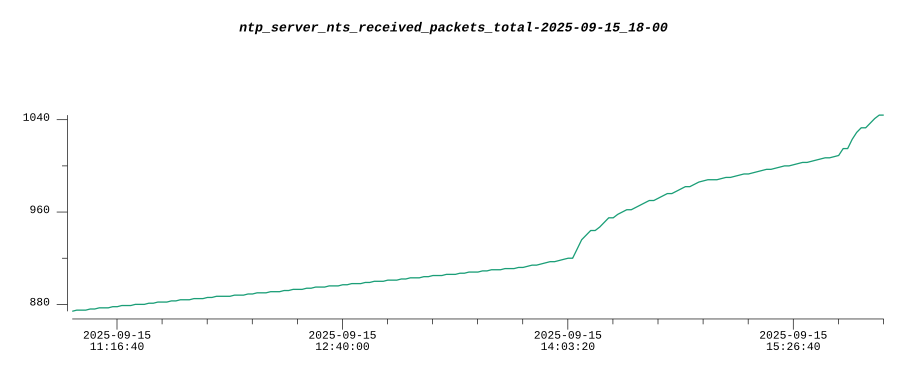 ntp_server_nts_received_packets_total-2025-09-15_18-00
1040
960
880
2025-09-15 2025-09-15 2025-09-15 2025-09-15
11:16:40 12:40:00 14:03:20 15:26:40